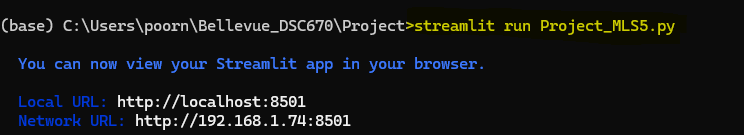 (base) C:\Users\poorn\Bellevue_DSC670\Project>streamlit run Project_MLS5.py
You can now view your Streamlit app in your browser.
Local URL: http://localhost:8501
Network URL: http://192.168.1.74:8501